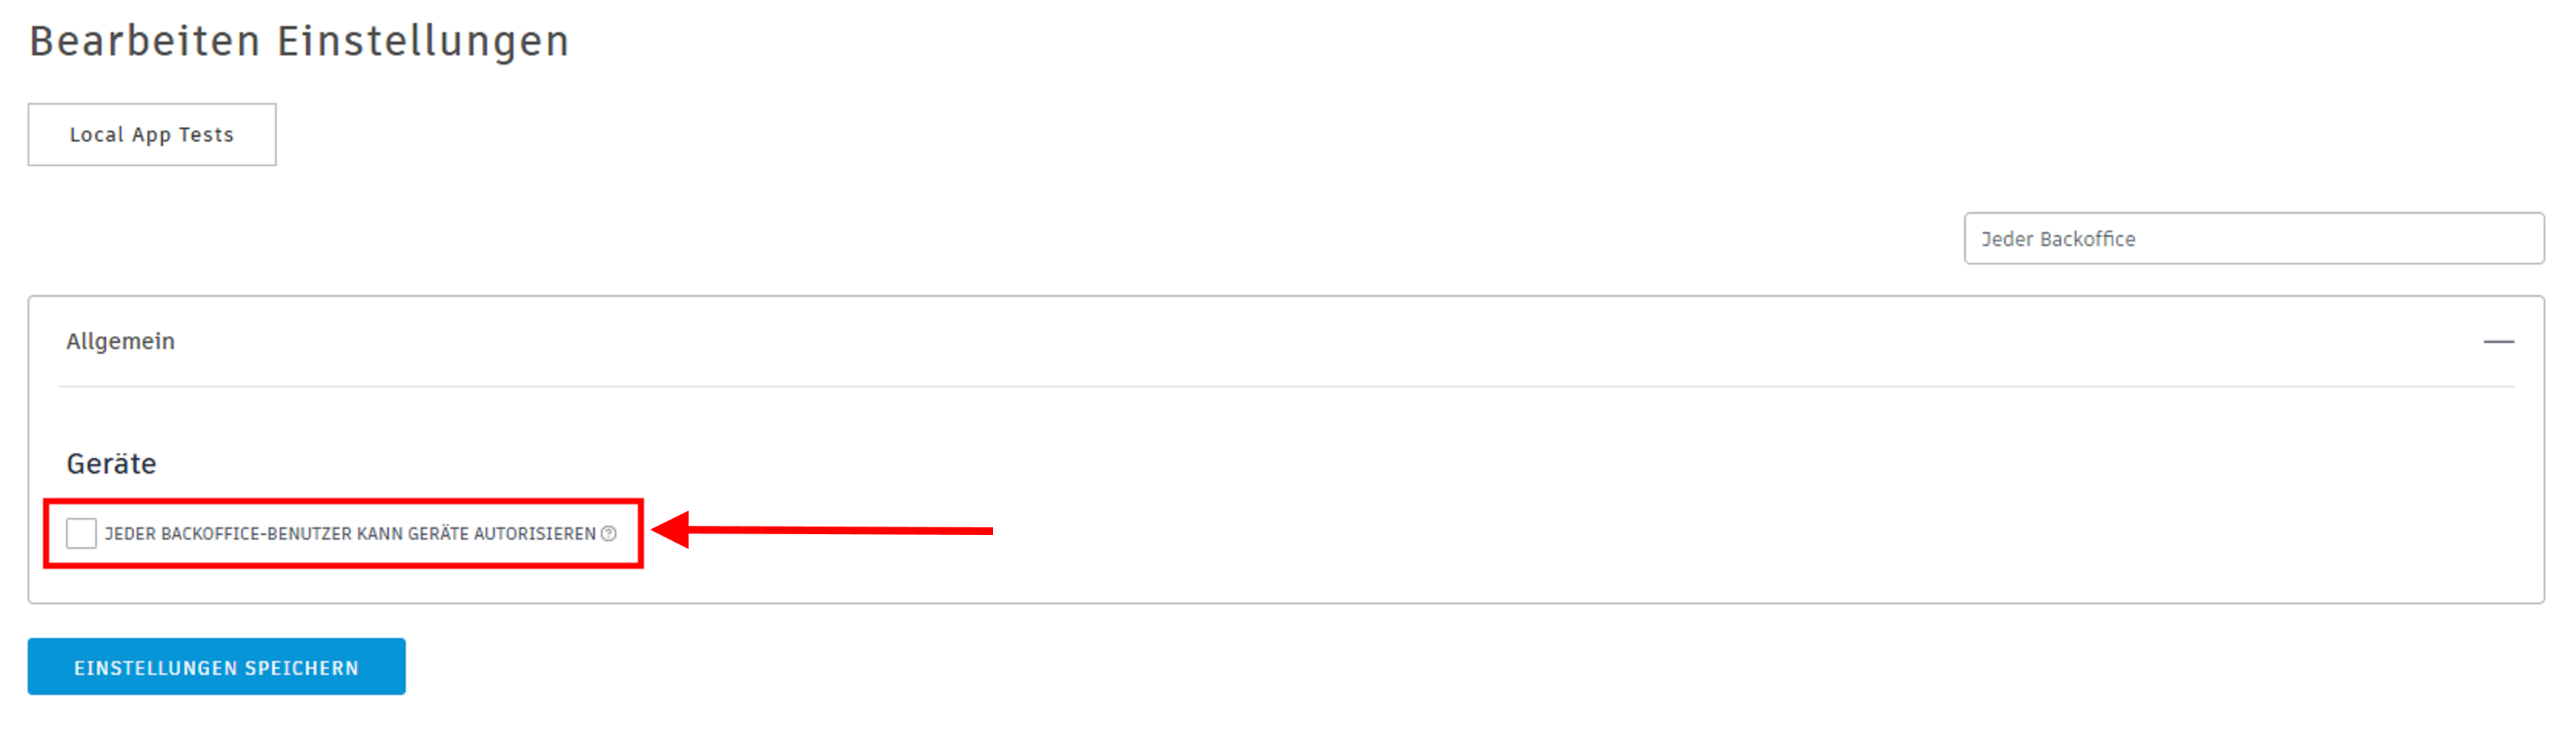 Bearbeiten Einstellungen
Local App Tests
Jeder Backoffice
Allgemein
Geräte
JEDER BACKOFFICE-BENUTZER KANN GERÄTE AUTORISIEREN ?
EINSTELLUNGEN SPEICHERN